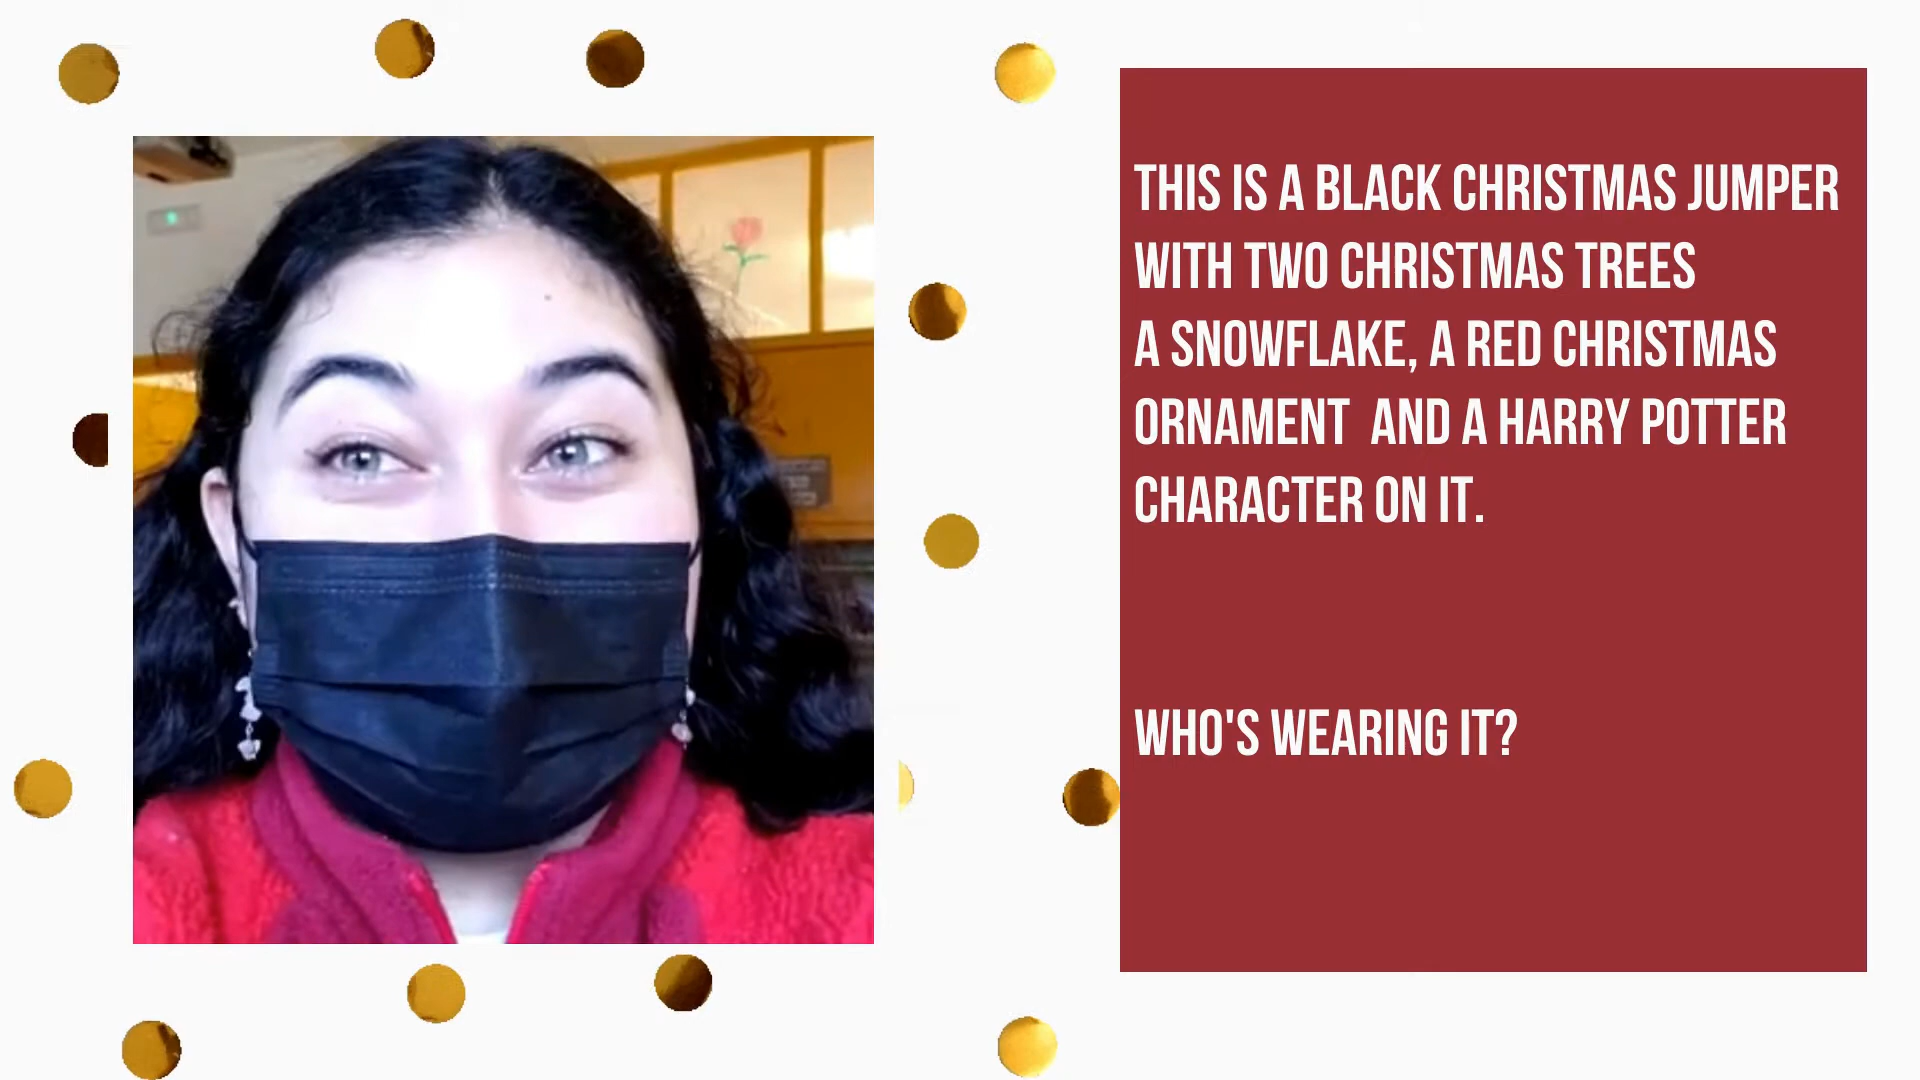 THIS IS A BLACK CHRISTMAS JUMPER
WITH TWO CHRISTMAS TREES
A SNOWFLAKE, A RED CHRISTMAS
ORNAMENT AND A HARRY POTTER
CHARACTER ON IT.
WHO'S WEARING IT?